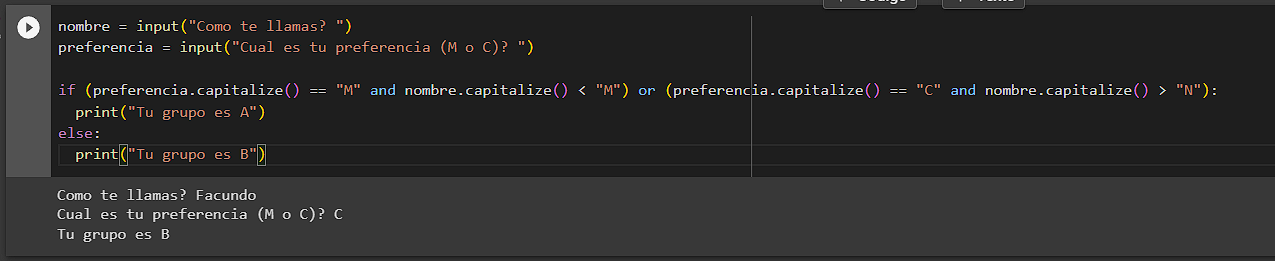 nombre = input("Como te llamas? ")
preferencia = input("Cual es tu preferencia (M o C)? ")
if (preferencia.capitalize() == "M" and nombre.capitalize() < "M") or (preferencia.capitalize() == "C" and nombre.capitalize() > "N"):
  print("Tu grupo es A")
else:
  print("Tu grupo es B")
Como te llamas? Facundo
Cual es tu preferencia (M o C)? C
Tu grupo es B